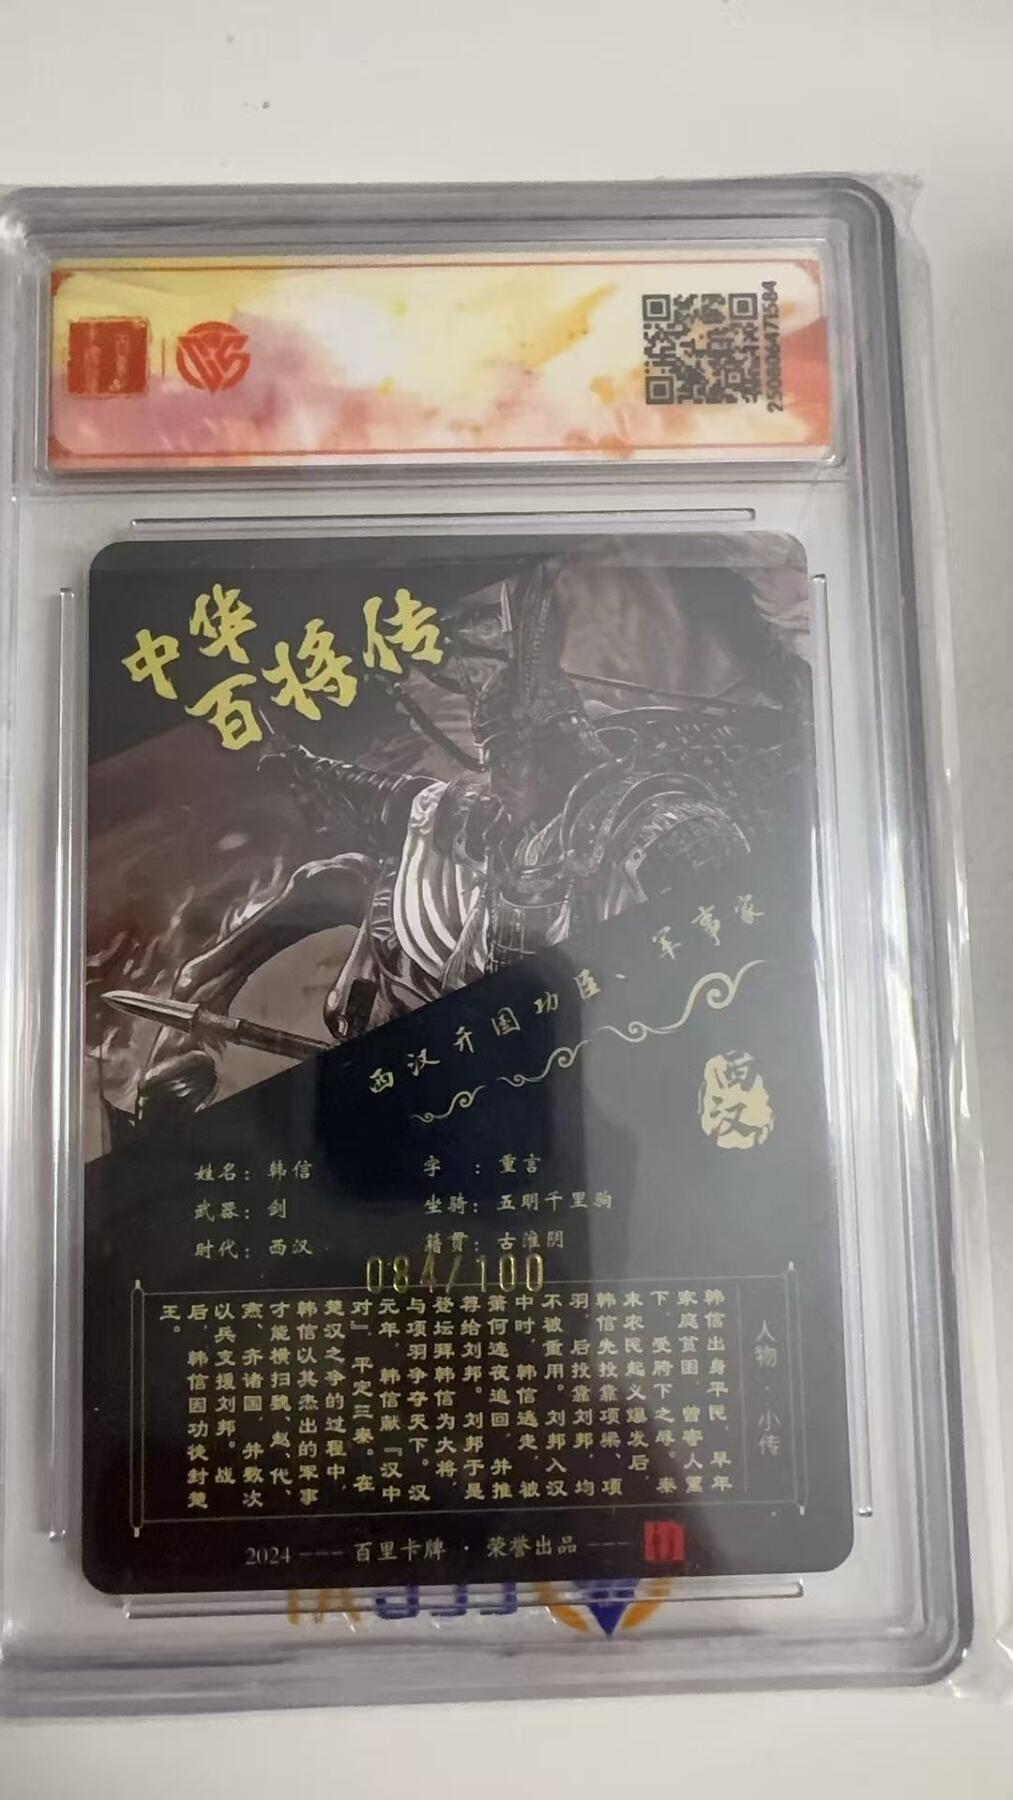 250806471584
中华
百将传
西汉开国功臣、军事家
西汉
姓名：韩信
字：重言
武器：剑
坐骑：五明千里驹
时代：西汉
籍贯：古淮阴
084/100
人物·小传
韩信出身平民，早年
家庭贫困，曾寄人篱
下，受胯下之辱。秦
末农民起义爆发后，
韩信先投靠项梁、项
羽，后投靠刘邦，均
不被重用。刘邦入汉
中时，韩信逃走，被
萧何连夜追回，并推
尊给刘邦。刘邦于是
登坛拜韩信为大将，
与项羽争夺天下。汉
元年，韩信献『汉中
对』，平定三秦。在
楚汉之争的过程中，
韩信以其杰出的军事
才能横扫魏、赵、代、
燕、齐诸国，并数次
以兵支援刘邦。战
后，韩信因功徒封楚
王。
2024 --- 百里卡牌 · 荣誉出品 ---